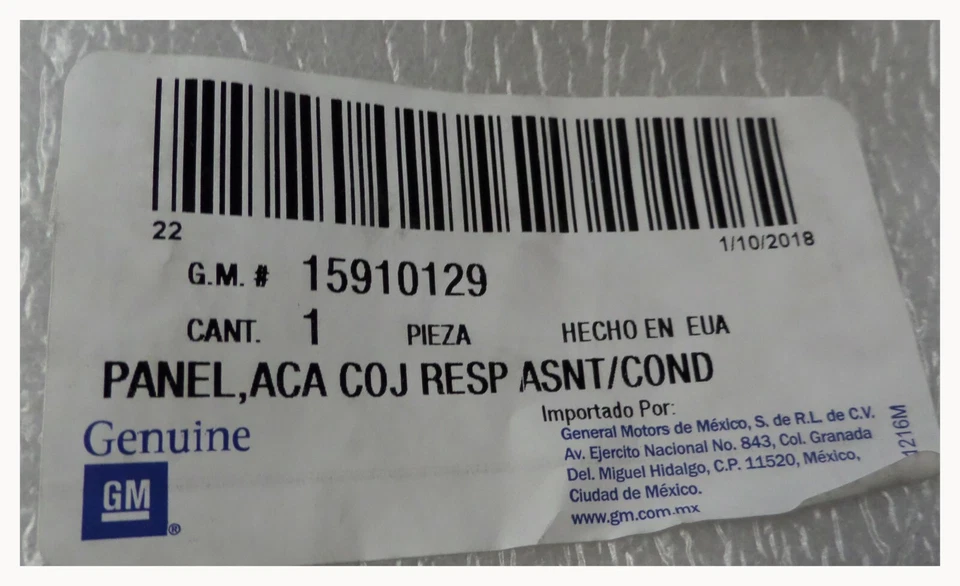 22
1/10/2018
G.M. # 15910129
CANT. 1 PIEZA HECHO EN EUA
PANEL,ACA COJ RESP ASNT/COND
Genuine
GM ®
Importado Por:
General Motors de México, S. de R.L. de C.V.
Av. Ejercito Nacional No. 843, Col. Granada
Del. Miguel Hidalgo, C.P. 11520, México,
Ciudad de México.
www.gm.com.mx
1216M